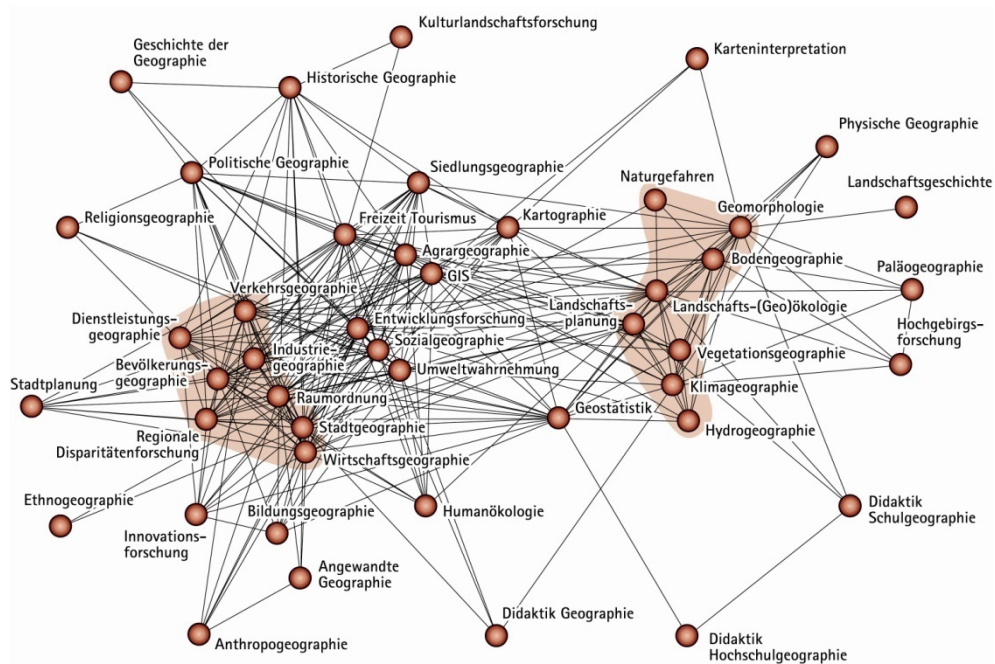 Kulturlandschaftsforschung
Geschichte der
Geographie
Historische Geographie
Karteninterpretation
Physische Geographie
Politische Geographie
Siedlungsgeographie
Naturgefahren
Landschaftsgeschichte
Geomorphologie
Religionsgeographie
Freizeit Tourismus
Kartographie
Agrargeographie
Bodengeographie
GIS
Paläogeographie
Verkehrsgeographie
Landschafts-
planung
Landschafts-(Geo)ökologie
Dienstleistungs-
geographie
Entwicklungsforschung
Hochgebirgs-
forschung
Sozialgeographie
Industrie-
geographie
Vegetationsgeographie
Bevölkerungs-
geographie
Umweltwahrnehmung
Stadtplanung
Klimageographie
Raumordnung
Geostatistik
Stadtgeographie
Hydrogeographie
Regionale
Disparitätenforschung
Wirtschaftsgeographie
Ethnogeographie
Bildungsgeographie
Humanökologie
Didaktik
Schulgeographie
Innovations-
forschung
Angewandte
Geographie
Didaktik Geographie
Anthropogeographie
Didaktik
Hochschulgeographie